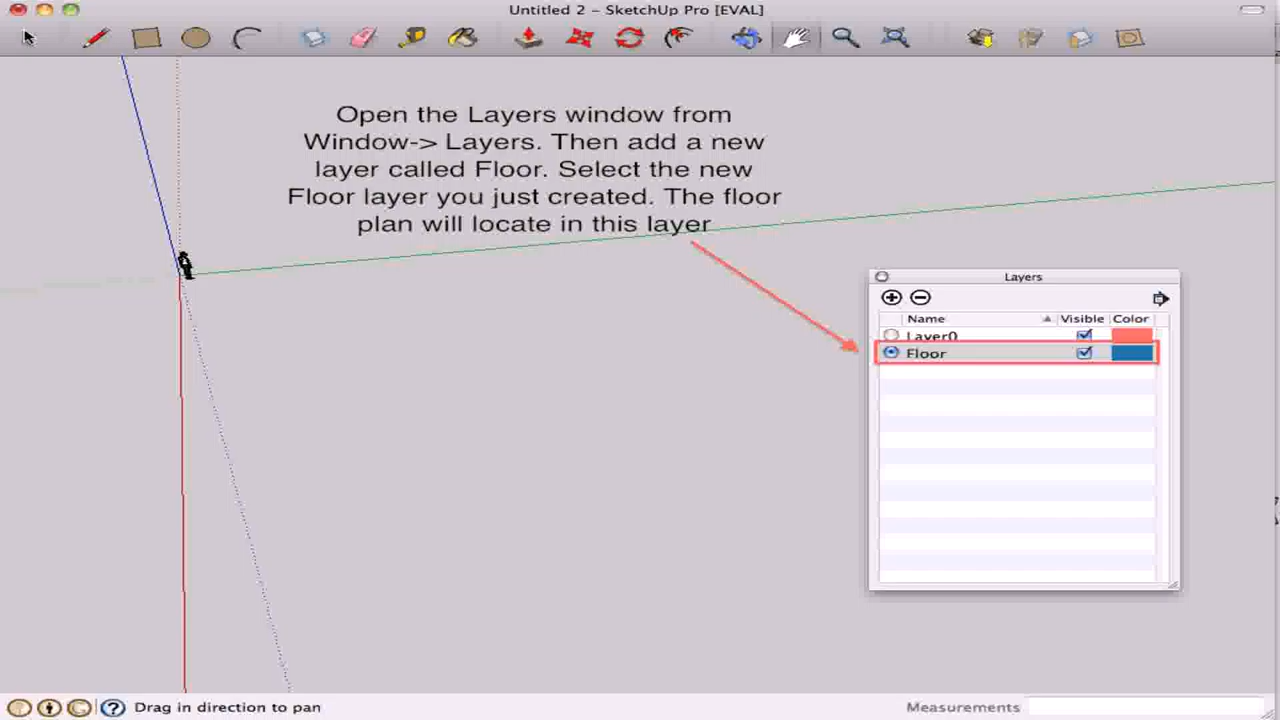 Untitled 2 – SketchUp Pro [EVAL]
Open the Layers window from
Window-> Layers. Then add a new
layer called Floor. Select the new
Floor layer you just created. The floor
plan will locate in this layer
Layers
Name Visible Color
Layer0
Floor
Drag in direction to pan
Measurements